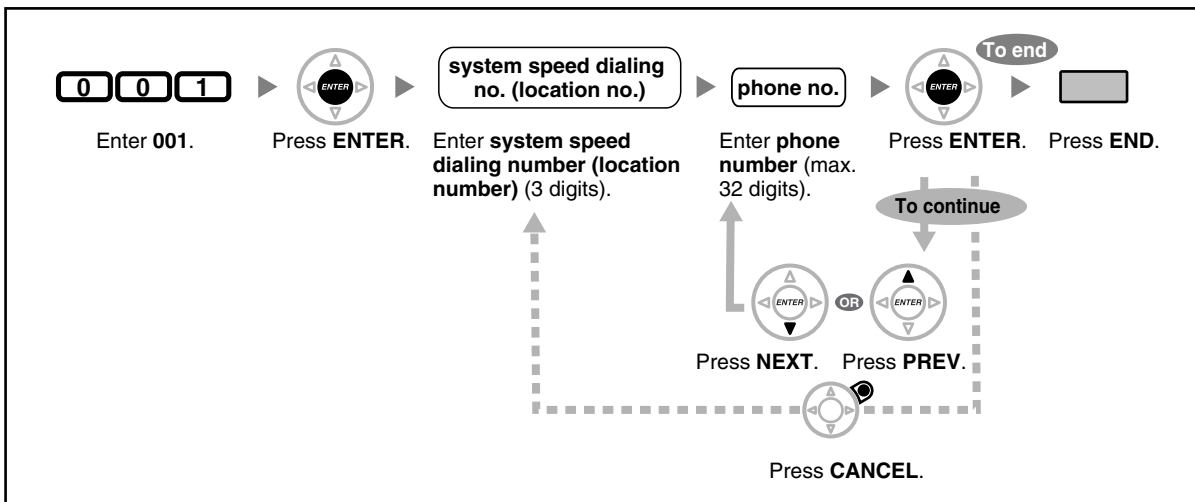 To end
0 0 1
ENTER
system speed dialing
no. (location no.)
phone no.
ENTER
Enter 001.
Press ENTER.
Enter system speed
dialing number (location
number) (3 digits).
Enter phone
number (max.
32 digits).
Press ENTER.
Press END.
To continue
ENTER
OR
ENTER
Press NEXT.
Press PREV.
Press CANCEL.